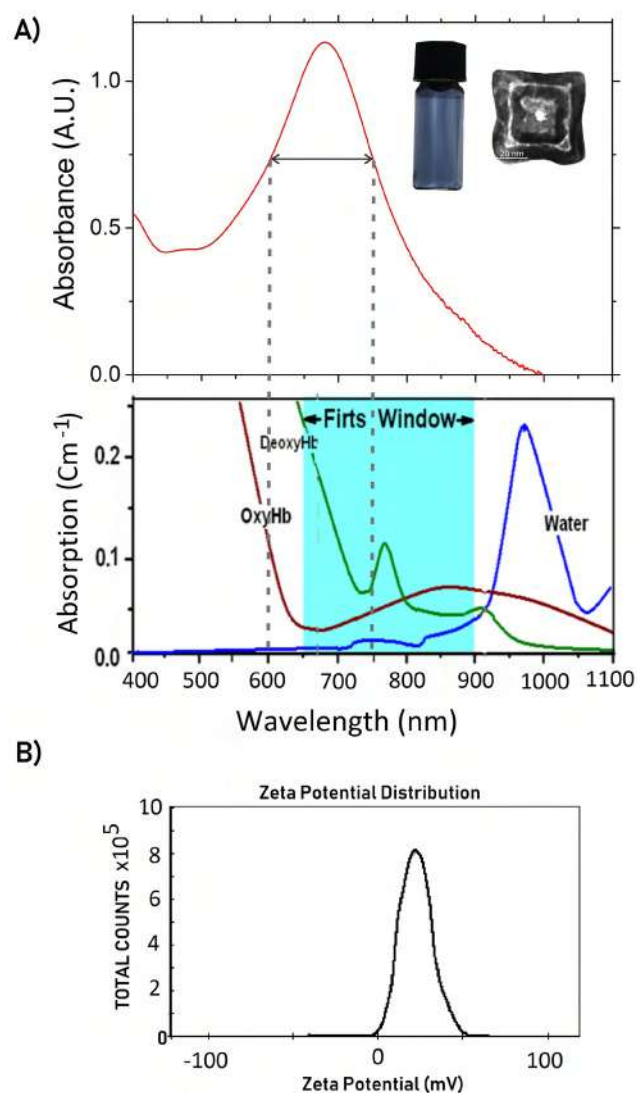 A)
Absorbance (A.U.)
1.0
0.5
0.0
20 nm
Absorption (Cm⁻¹)
0.2
0.1
0.0
Firts Window
DeoxyHb
OxyHb
Water
400 500 600 700 800 900 1000 1100
Wavelength (nm)
B)
Zeta Potential Distribution
TOTAL COUNTS x10⁵
10
8
6
4
2
0
-100 0 100
Zeta Potential (mV)